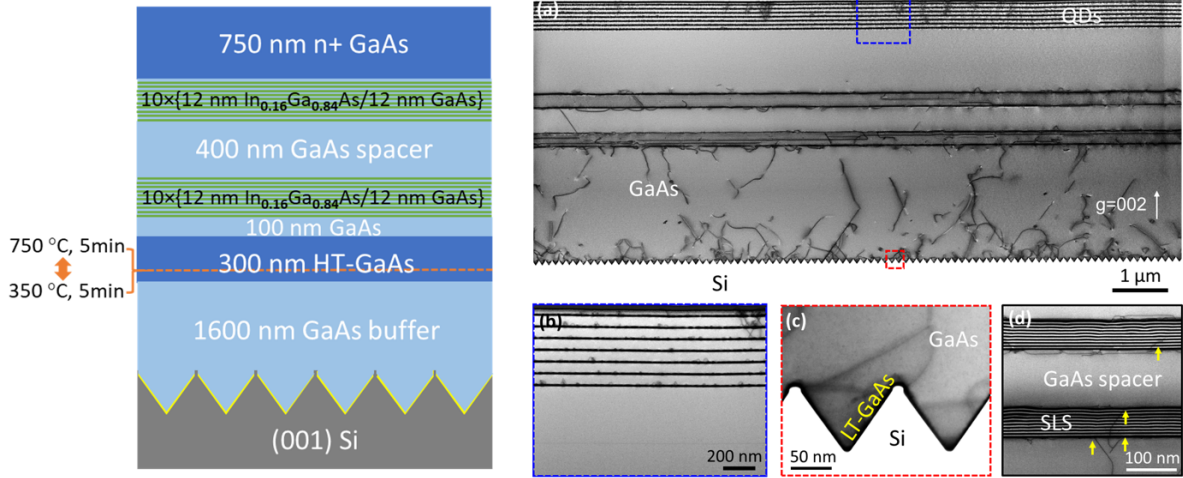 750 nm n+ GaAs
10×{12 nm In0.16Ga0.84As/12 nm GaAs}
400 nm GaAs spacer
10×{12 nm In0.16Ga0.84As/12 nm GaAs}
100 nm GaAs
750 °C, 5min
300 nm HT-GaAs
350 °C, 5min
1600 nm GaAs buffer
(001) Si
(a)
QDs
GaAs
g=002
Si
1 µm
(b)
200 nm
(c)
GaAs
LT-GaAs
Si
50 nm
(d)
GaAs spacer
SLS
100 nm